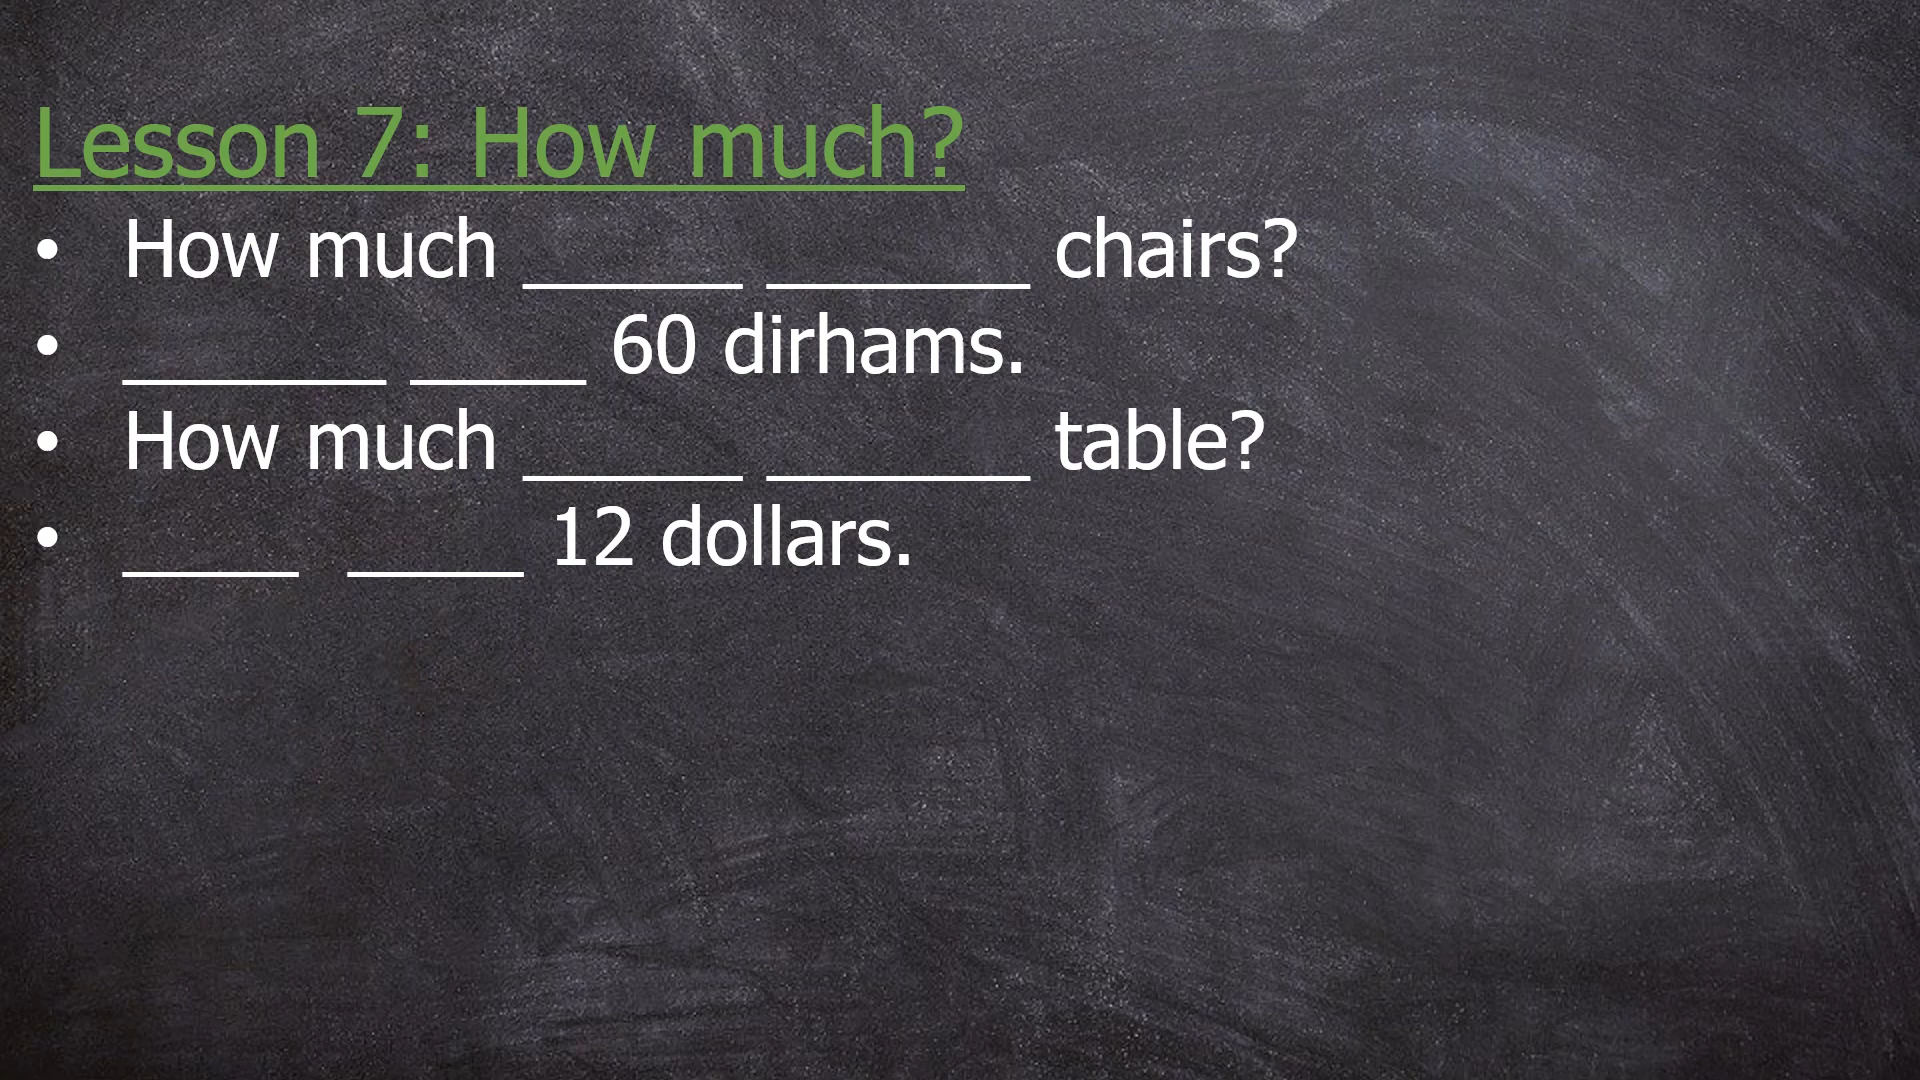 Lesson 7: How much?
• How much _____ ______ chairs?
• ______ ____ 60 dirhams.
• How much _____ ______ table?
• ____  ____ 12 dollars.